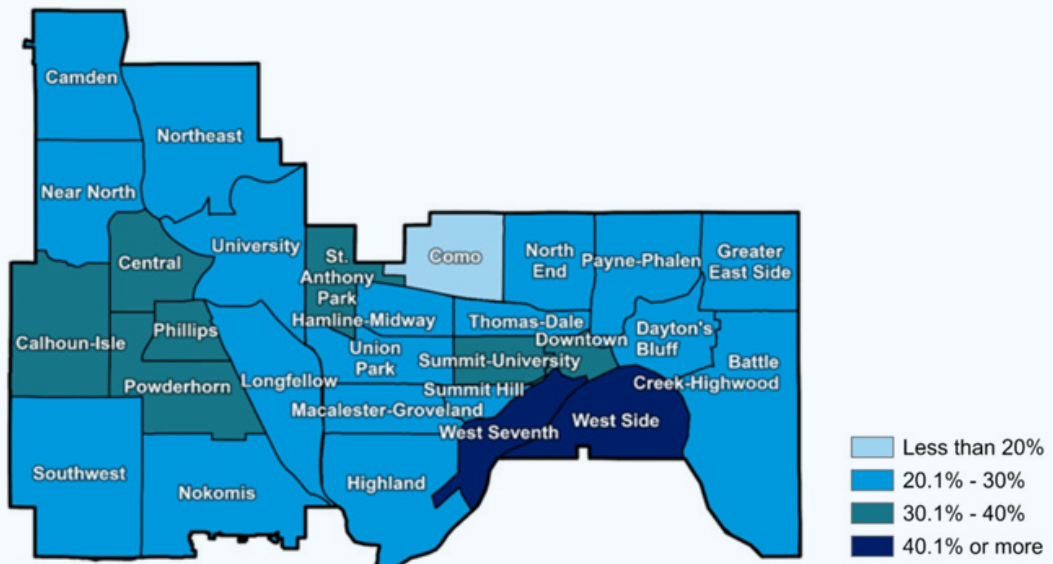 Camden
Northeast
Near North
University
Central
St.
Anthony
Park
Como
North
End
Payne-Phalen
Greater
East Side
Calhoun-Isle
Phillips
Hamline-Midway
Thomas-Dale
Downtown
Dayton's
Bluff
Union
Park
Summit-University
Battle
Creek-Highwood
Powderhorn
Longfellow
Summit Hill
Macalester-Groveland
West Seventh
West Side
Southwest
Nokomis
Highland
Less than 20%
20.1% - 30%
30.1% - 40%
40.1% or more